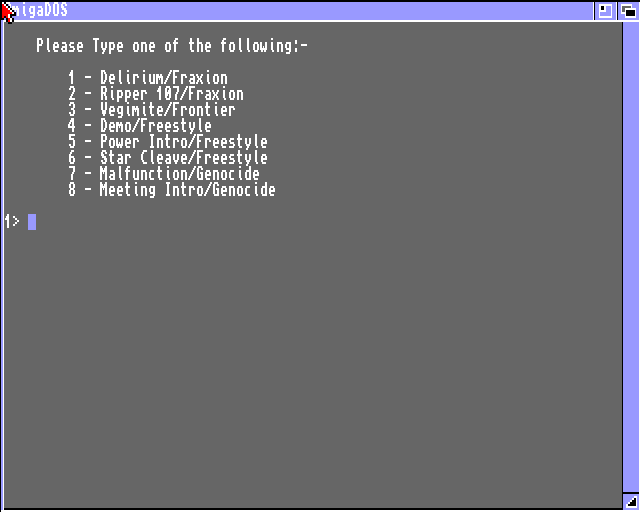 AmigaDOS
Please Type one of the following:-
1 - Delirium/Fraxion
2 - Ripper 107/Fraxion
3 - Vegimite/Frontier
4 - Demo/Freestyle
5 - Power Intro/Freestyle
6 - Star Cleave/Freestyle
7 - Malfunction/Genocide
8 - Meeting Intro/Genocide
1>